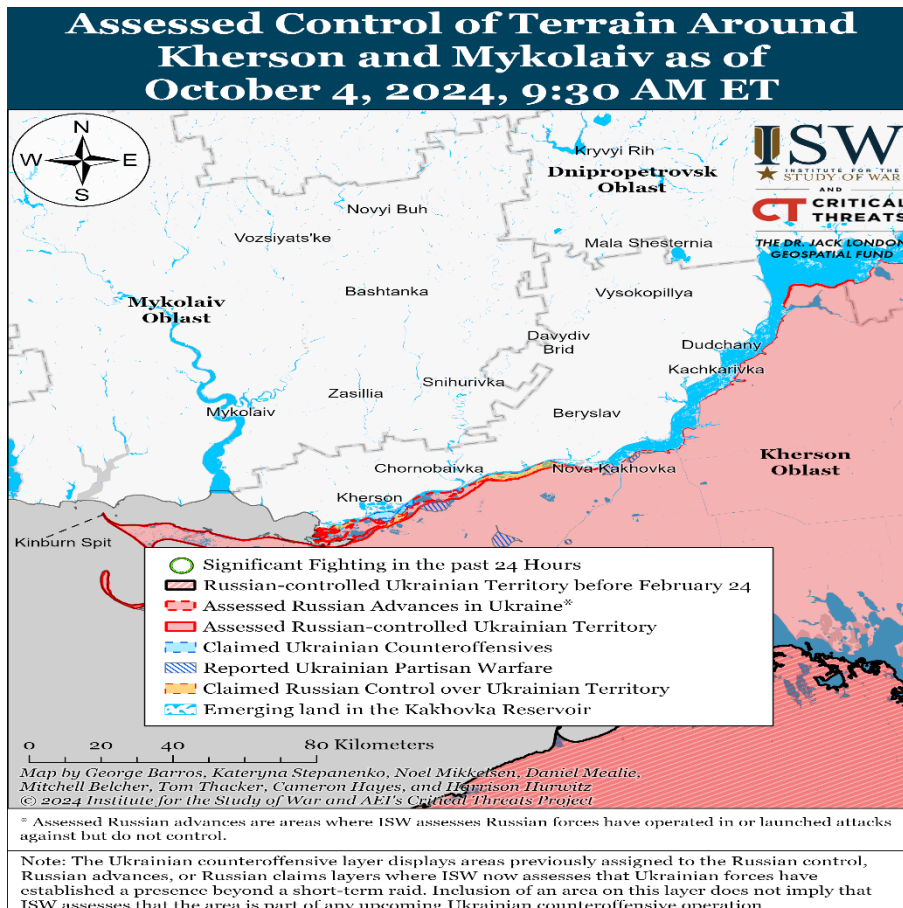 Assessed Control of Terrain Around
Kherson and Mykolaiv as of
October 4, 2024, 9:30 AM ET
N
W E
S
ISW
INSTITUTE FOR THE
STUDY OF WAR
AND
CT CRITICAL
THREATS
THE DR. JACK LONDON
GEOSPATIAL FUND
Kryvyi Rih
Dnipropetrovsk
Oblast
Novyi Buh
Vozsiyats'ke
Mala Shesternia
Bashtanka
Vysokopillya
Mykolaiv
Oblast
Davydiv
Brid
Dudchany
Kachkarivka
Snihurivka
Zasillia
Mykolaiv
Beryslav
Kherson
Oblast
Chornobaivka
Nova Kakhovka
Kherson
Kinburn Spit
Significant Fighting in the past 24 Hours
Russian-controlled Ukrainian Territory before February 24
Assessed Russian Advances in Ukraine*
Assessed Russian-controlled Ukrainian Territory
Claimed Ukrainian Counteroffensives
Reported Ukrainian Partisan Warfare
Claimed Russian Control over Ukrainian Territory
Emerging land in the Kakhovka Reservoir
0 20 40 80 Kilometers
Map by George Barros, Kateryna Stepanenko, Noel Mikkelsen, Daniel Mealie,
Mitchell Belcher, Tom Thacker, Cameron Hayes, and Harrison Hurwitz
© 2024 Institute for the Study of War and AEI's Critical Threats Project
* Assessed Russian advances are areas where ISW assesses Russian forces have operated in or launched attacks
against but do not control.
Note: The Ukrainian counteroffensive layer displays areas previously assigned to the Russian control,
Russian advances, or Russian claims layers where ISW now assesses that Ukrainian forces have
established a presence beyond a short-term raid. Inclusion of an area on this layer does not imply that
ISW assesses that the area is part of any upcoming Ukrainian counteroffensive operation.